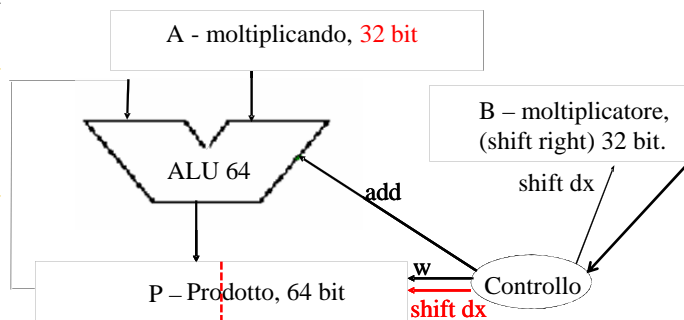 A - moltiplicando, 32 bit
B – moltiplicatore,
(shift right) 32 bit.
ALU 64
shift dx
add
w
Controllo
P – Prodotto, 64 bit
shift dx